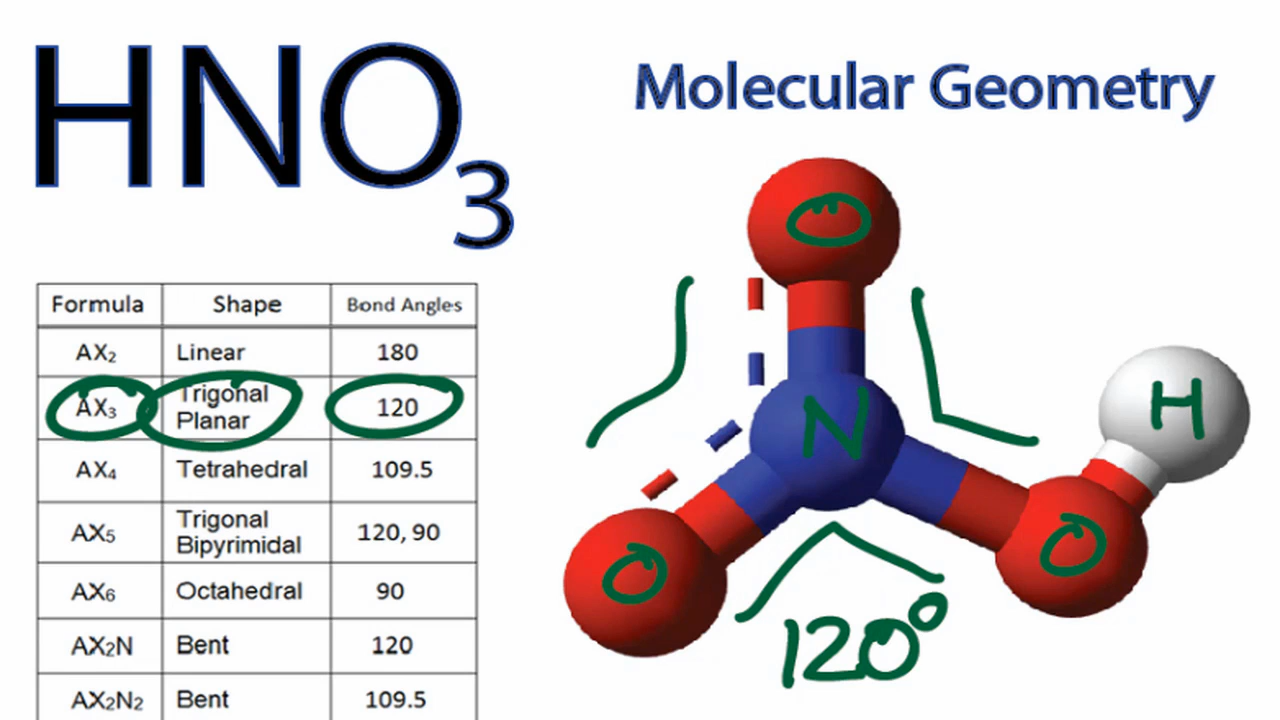 HNO₃
Molecular Geometry
Formula Shape Bond Angles
AX₂ Linear 180
AX₃ Trigonal Planar 120
AX₄ Tetrahedral 109.5
AX₅ Trigonal Bipyrimidal 120, 90
AX₆ Octahedral 90
AX₂N Bent 120
AX₂N₂ Bent 109.5
O
N
H
O
O
120°